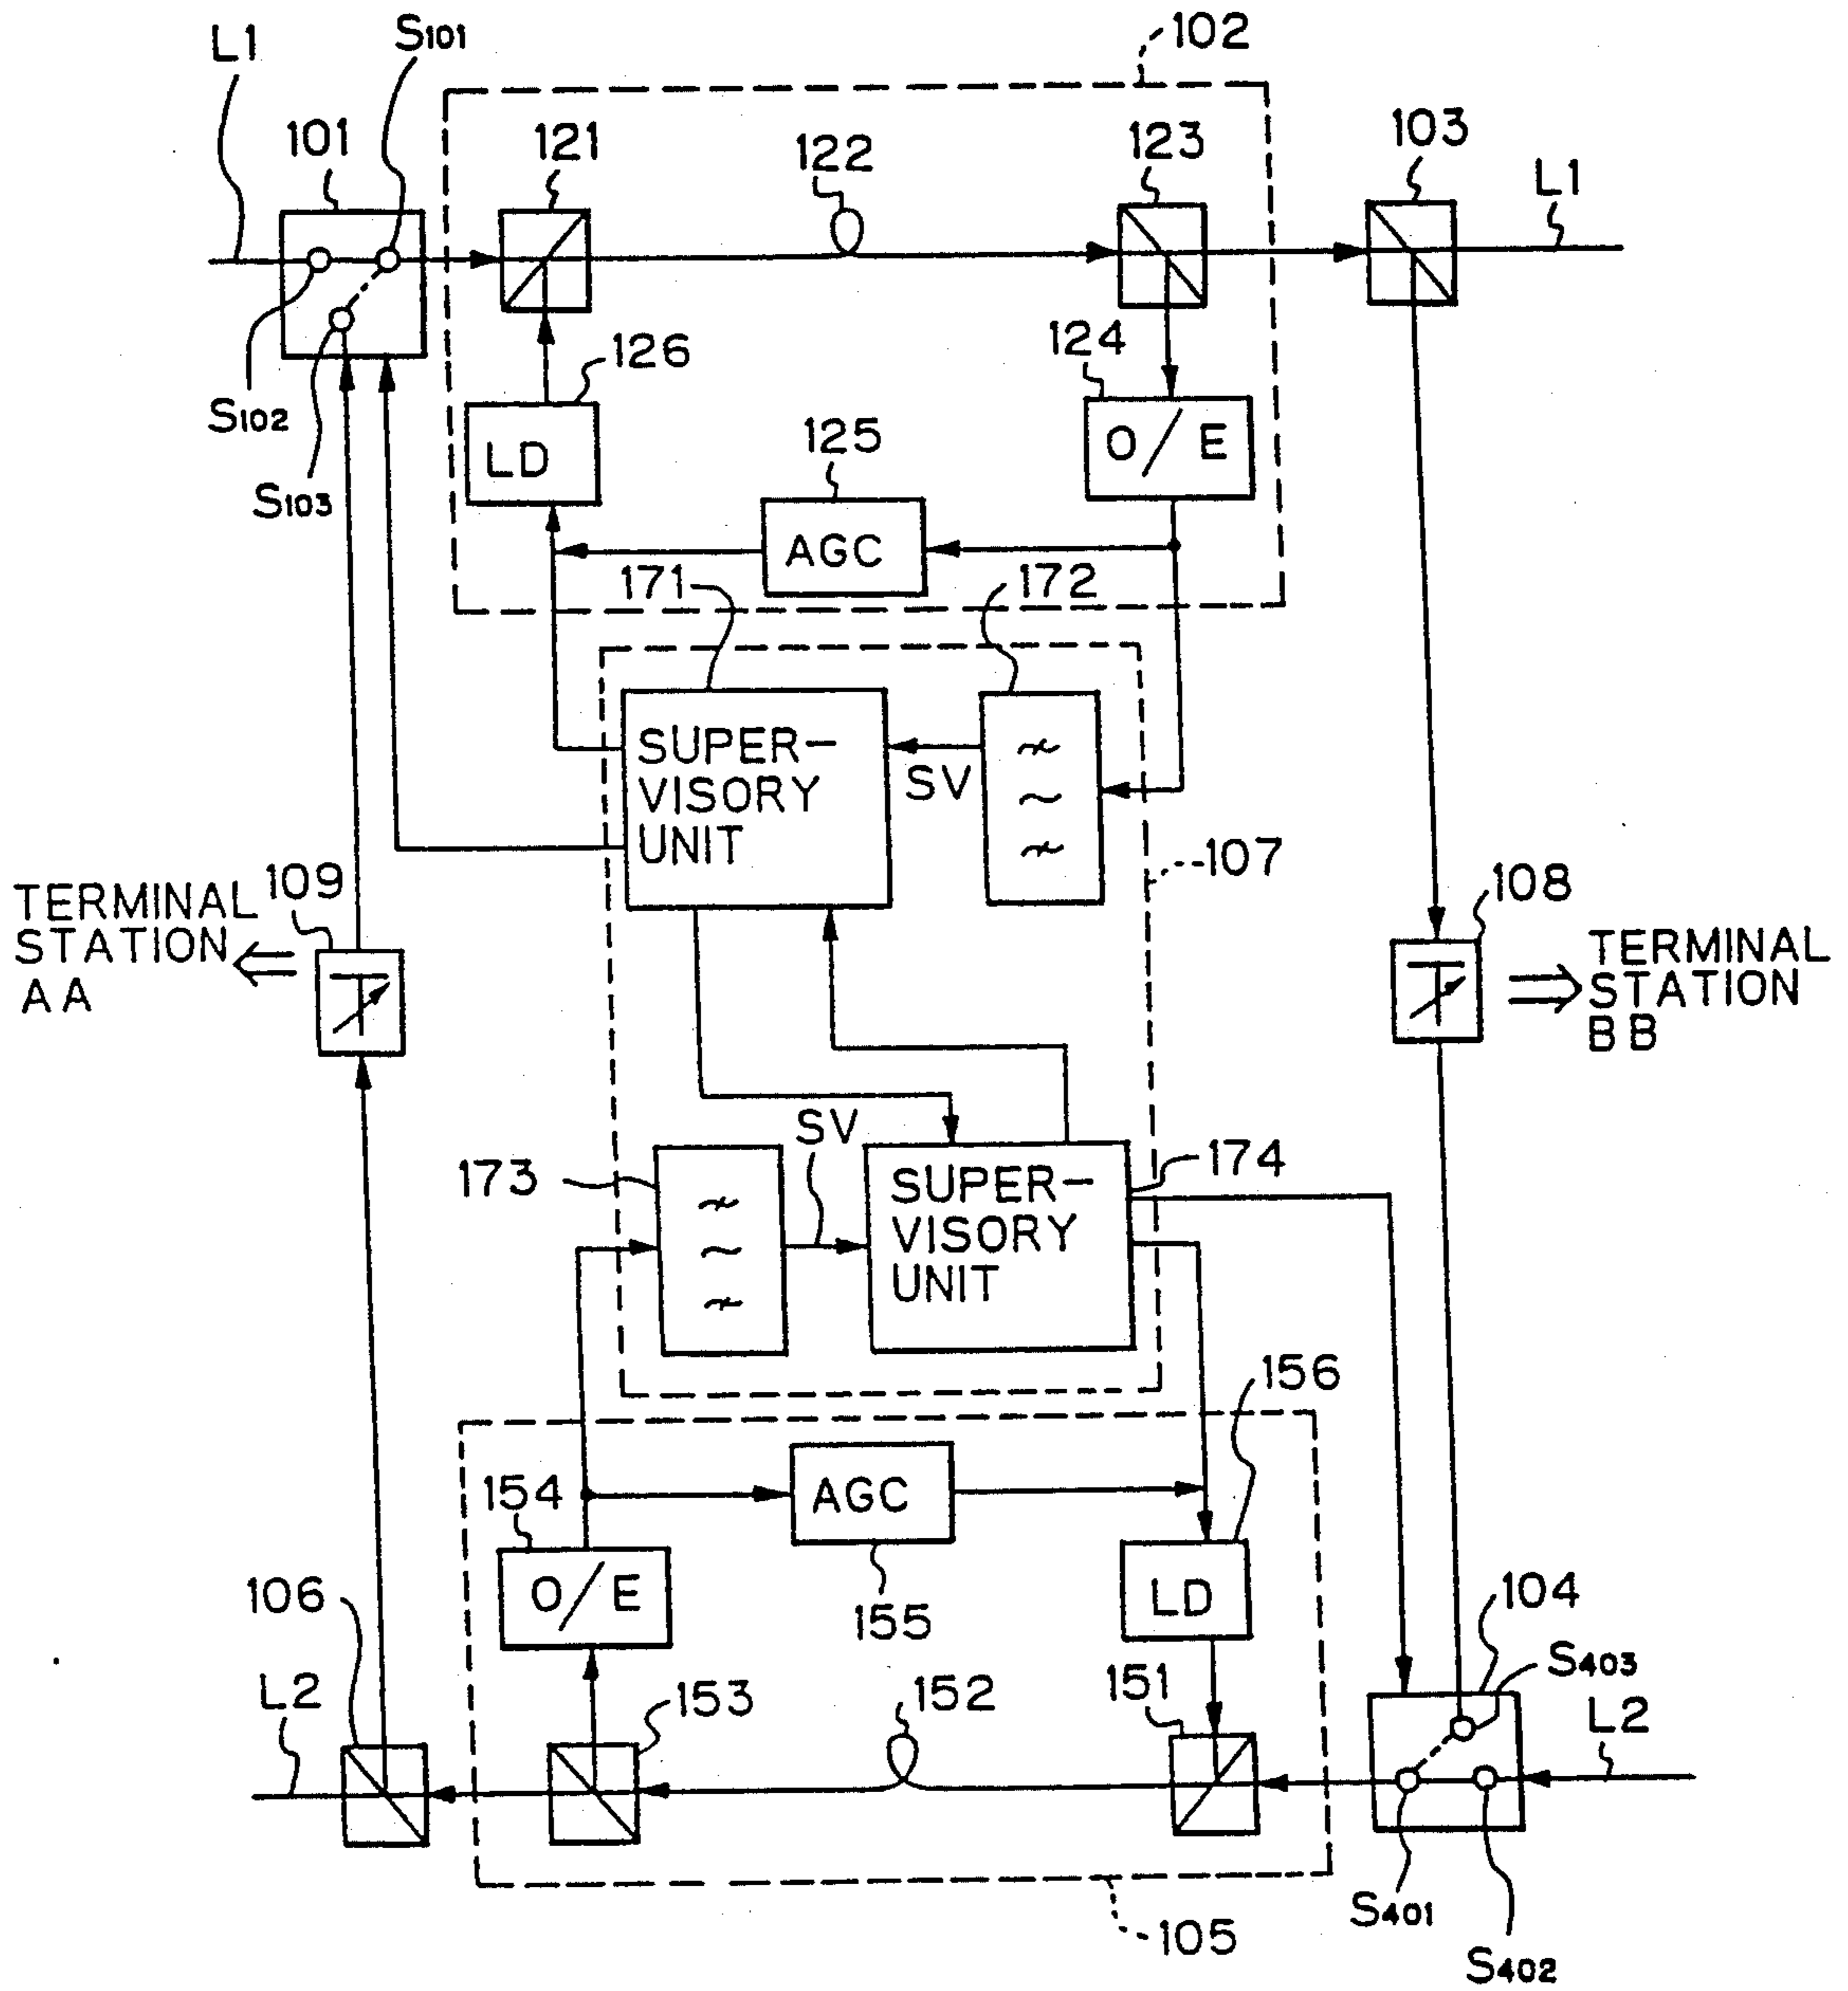 L1
S101
102
101
121
122
123
103
L1
126
124
S102
LD
125
O/E
S103
AGC
171
172
SUPER-
VISORY
UNIT
SV
107
109
108
TERMINAL
STATION
AA
TERMINAL
STATION
BB
SV
173
174
SUPER-
VISORY
UNIT
156
154
AGC
106
O/E
155
LD
104
S403
L2
153
152
151
L2
S401
105
S402